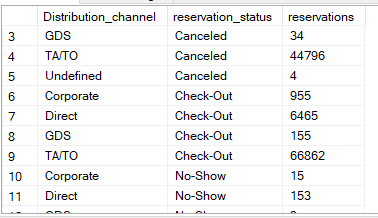 Distribution_channel reservation_status reservations
3 GDS Canceled 34
4 TA/TO Canceled 44796
5 Undefined Canceled 4
6 Corporate Check-Out 955
7 Direct Check-Out 6465
8 GDS Check-Out 155
9 TA/TO Check-Out 66862
10 Corporate No-Show 15
11 Direct No-Show 153